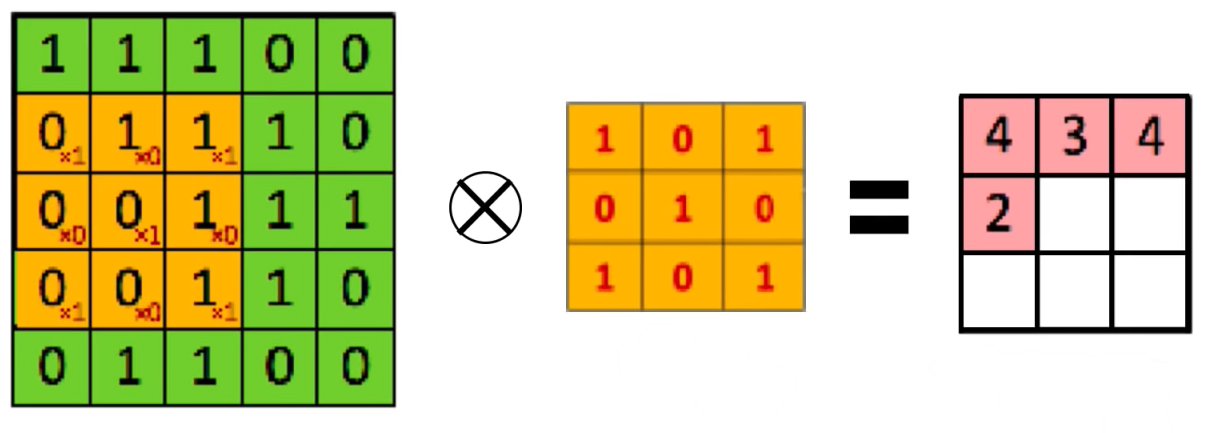 1 1 1 0 0
0 ×1 1 ×0 1 ×1 1 0
0 ×0 0 ×1 1 ×0 1 1
0 ×1 0 ×0 1 ×1 1 0
0 1 1 0 0
1 0 1
0 1 0
1 0 1
=
4 3 4
2